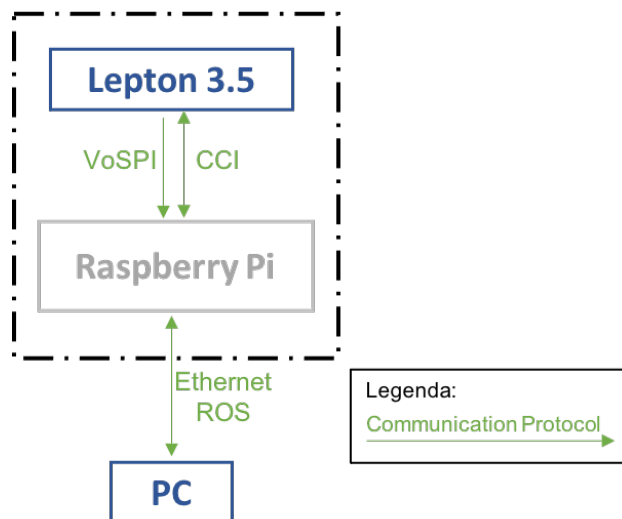 Lepton 3.5
VoSPI
CCI
Raspberry Pi
Ethernet
ROS
PC
Legenda:
Communication Protocol